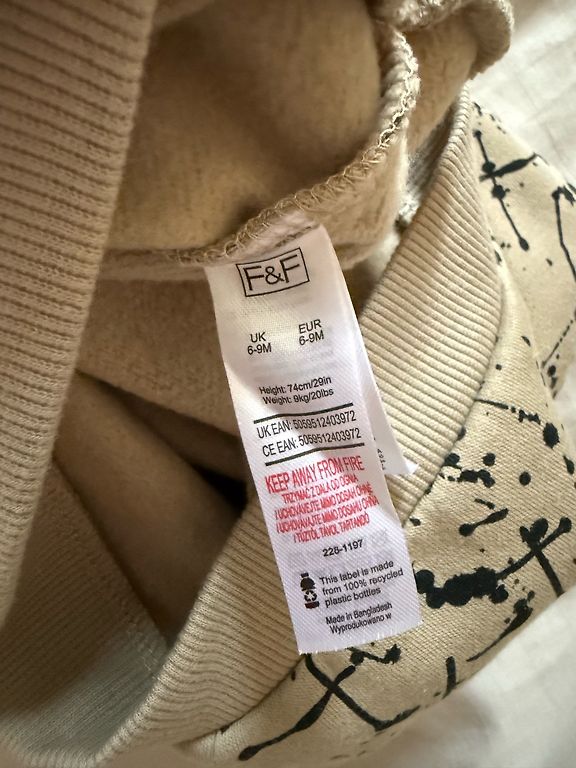 F&F
UK EUR
6-9M 6-9M
Height: 74cm/29in
Weight: 9kg/20lbs
UK EAN: 5059512403972
CE EAN: 5059512403972
KEEP AWAY FROM FIRE
TRZYMAĆ Z DALA OD OGNIA
/ UCHOVÁVEJTE MIMO DOSAH OHNĚ
/ UCHOVÁVAJTE MIMO DOSAHU OHŇA
/ TŰZTŐL TÁVOL TARTANDÓ
226-1197
This label is made
from 100% recycled
plastic bottles
Made in Bangladesh
Wyprodukowano w